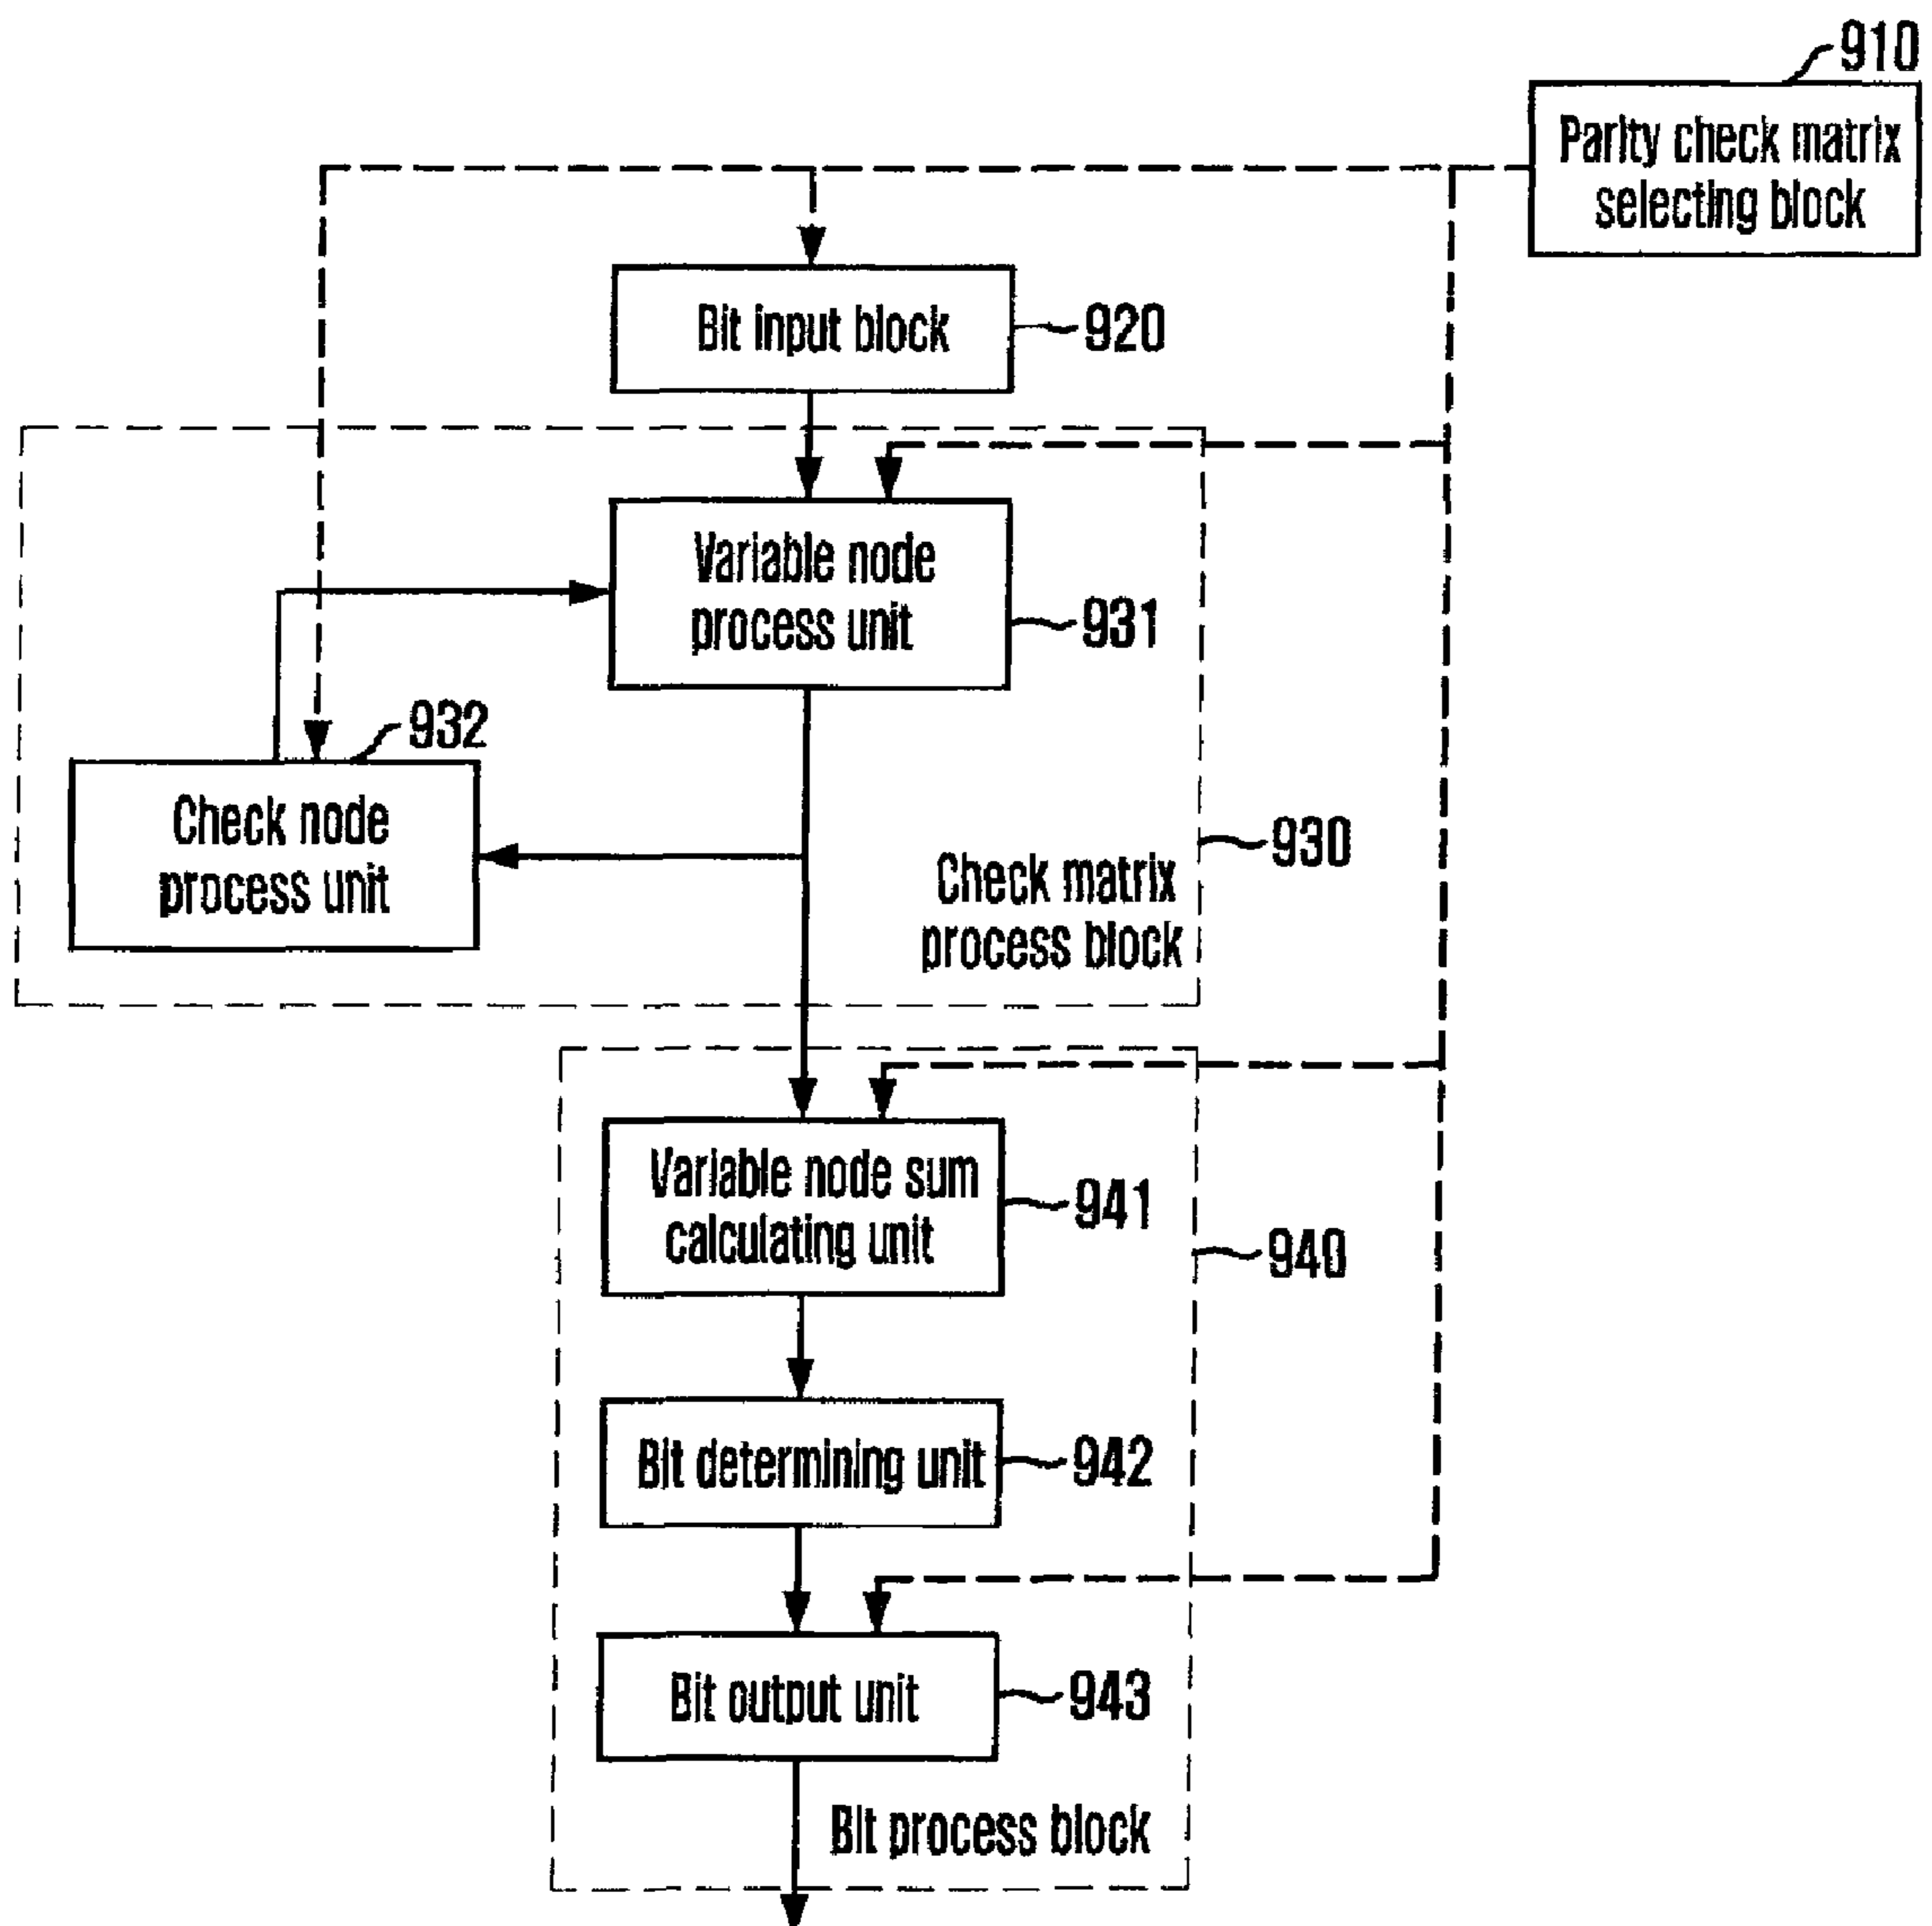 910
Parity check matrix
selecting block
Bit input block
920
Variable node
process unit
931
932
Check node
process unit
930
Check matrix
process block
Variable node sum
calculating unit
941
940
Bit determining unit
942
Bit output unit
943
Bit process block